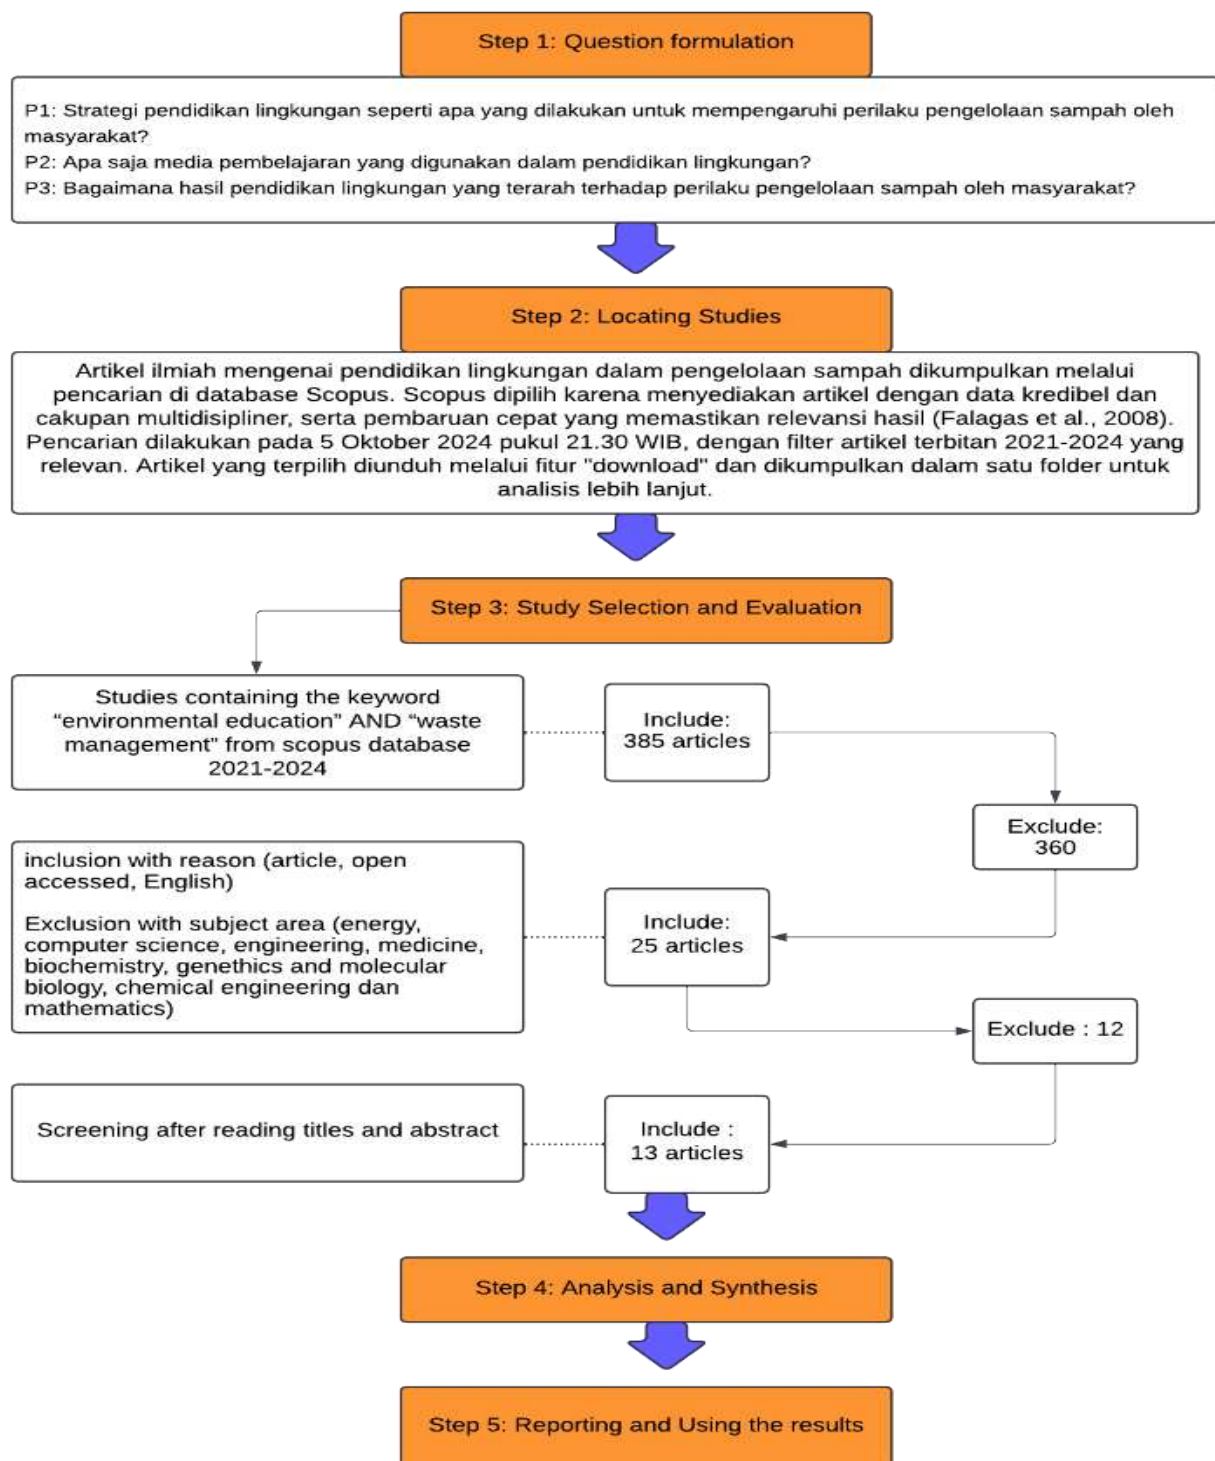 Step 1: Question formulation
P1: Strategi pendidikan lingkungan seperti apa yang dilakukan untuk mempengaruhi perilaku pengelolaan sampah oleh
masyarakat?
P2: Apa saja media pembelajaran yang digunakan dalam pendidikan lingkungan?
P3: Bagaimana hasil pendidikan lingkungan yang terarah terhadap perilaku pengelolaan sampah oleh masyarakat?
Step 2: Locating Studies
Artikel ilmiah mengenai pendidikan lingkungan dalam pengelolaan sampah dikumpulkan melalui
pencarian di database Scopus. Scopus dipilih karena menyediakan artikel dengan data kredibel dan
cakupan multidisipliner, serta pembaruan cepat yang memastikan relevansi hasil (Falagas et al., 2008).
Pencarian dilakukan pada 5 Oktober 2024 pukul 21.30 WIB, dengan filter artikel terbitan 2021-2024 yang
relevan. Artikel yang terpilih diunduh melalui fitur "download" dan dikumpulkan dalam satu folder untuk
analisis lebih lanjut.
Step 3: Study Selection and Evaluation
Studies containing the keyword
“environmental education” AND “waste
management” from scopus database
2021-2024
Include:
385 articles
Exclude:
360
inclusion with reason (article, open
accessed, English)
Exclusion with subject area (energy,
computer science, engineering, medicine,
biochemistry, genethics and molecular
biology, chemical engineering dan
mathematics)
Include:
25 articles
Exclude : 12
Screening after reading titles and abstract
Include :
13 articles
Step 4: Analysis and Synthesis
Step 5: Reporting and Using the results